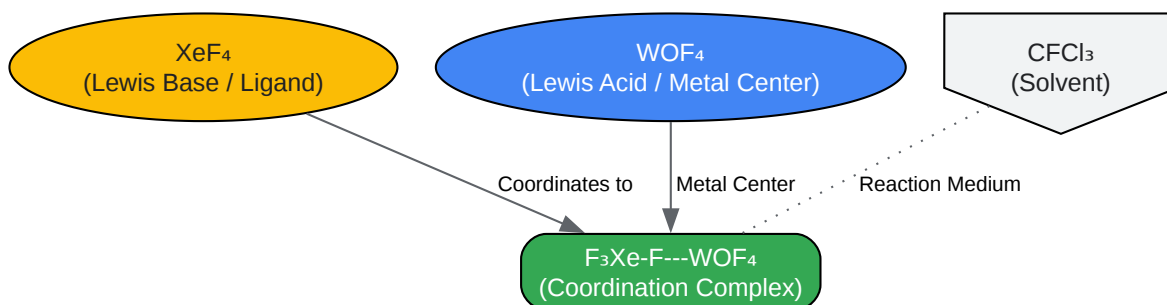 XeF₄
(Lewis Base / Ligand)
WOF₄
(Lewis Acid / Metal Center)
CFCl₃
(Solvent)
Coordinates to
Metal Center
Reaction Medium
F₃Xe-F---WOF₄
(Coordination Complex)